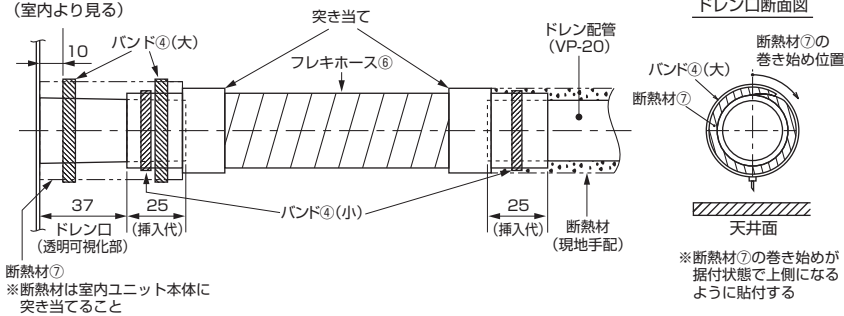 (室内より見る)
10
バンド④(大)
突き当て
フレキホース⑥
ドレン配管
(VP-20)
37
ドレン口
(透明可視化部)
25
(挿入代)
バンド④(小)
25
(挿入代)
断熱材
(現地手配)
断熱材⑦
※断熱材は室内ユニット本体に
突き当てること
ドレン口断面図
断熱材⑦の
巻き始め位置
バンド④(大)
断熱材⑦
天井面
※断熱材⑦の巻き始めが
据付状態で上側になる
ように貼付する